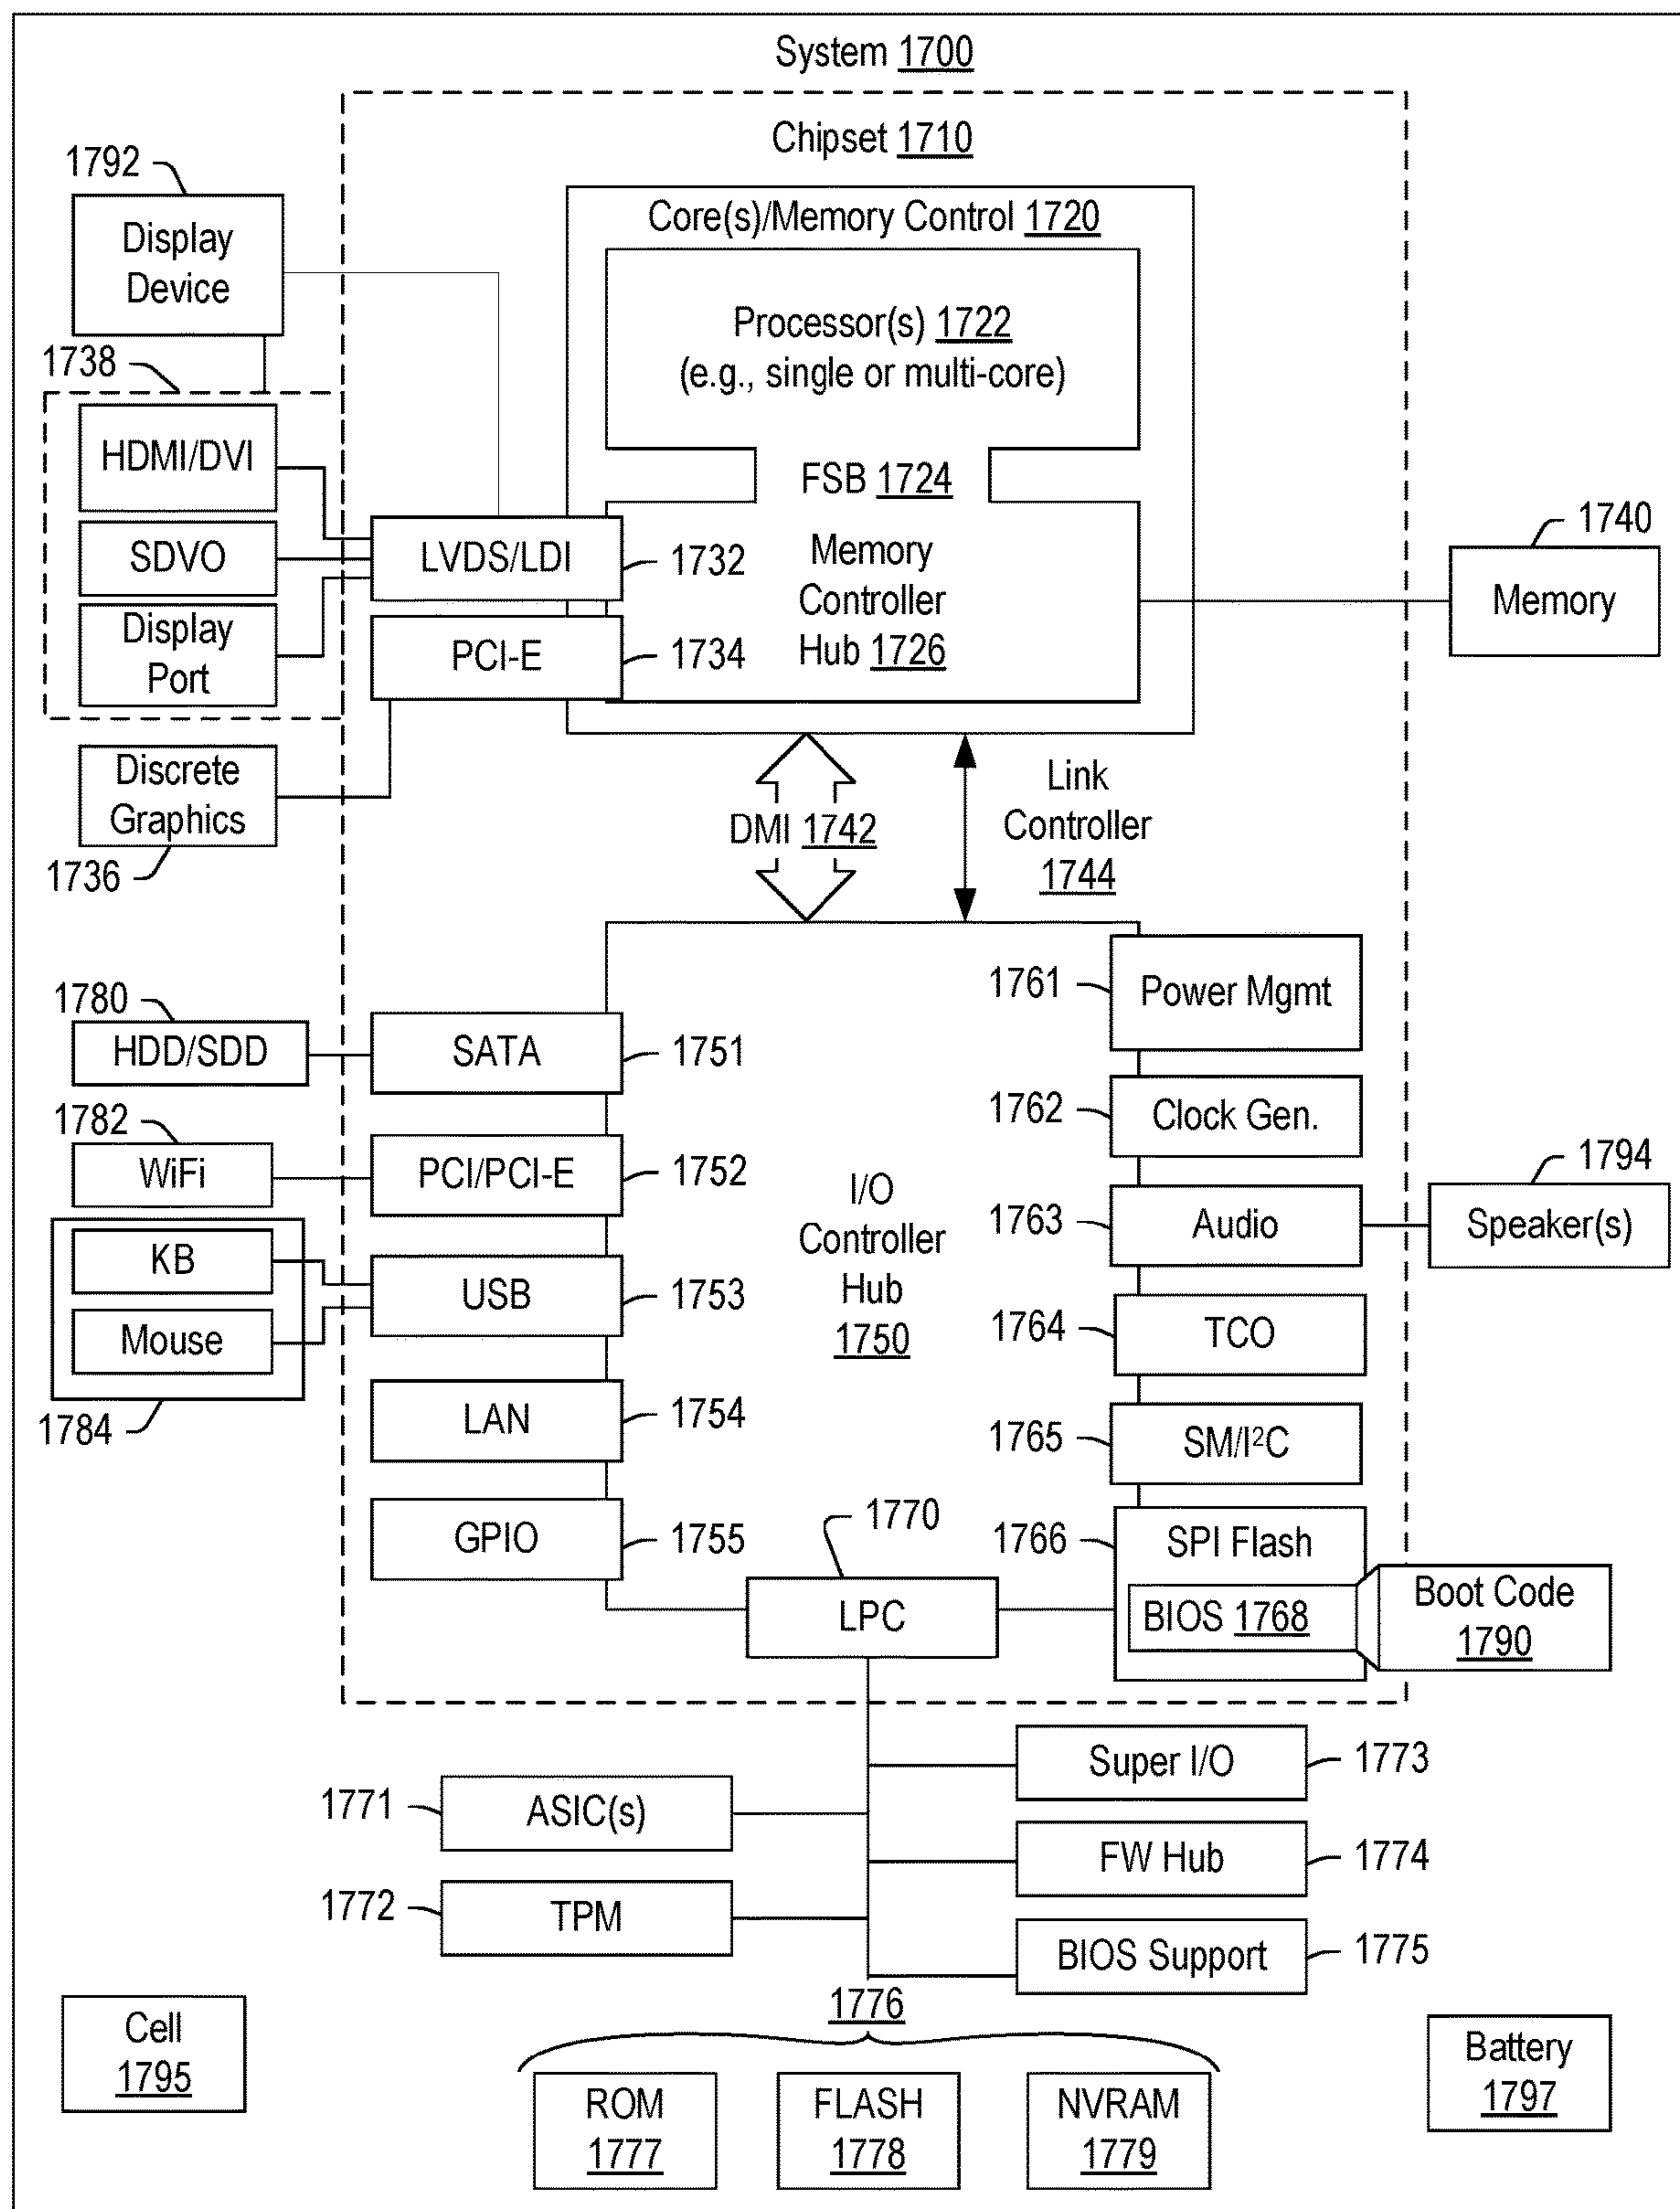 System 1700
Chipset 1710
1792
Display
Device
Core(s)/Memory Control 1720
Processor(s) 1722
(e.g., single or multi-core)
1738
HDMI/DVI
SDVO
Display
Port
FSB 1724
LVDS/LDI
1732
PCI-E
1734
Memory
Controller
Hub 1726
1740
Memory
Discrete
Graphics
1736
DMI 1742
Link
Controller
1744
1780
HDD/SDD
SATA
1751
1761
Power Mgmt
1782
WiFi
PCI/PCI-E
1752
1762
Clock Gen.
KB
Mouse
1784
USB
1753
I/O
Controller
Hub
1750
1763
Audio
1794
Speaker(s)
1764
TCO
LAN
1754
1765
SM/I²C
GPIO
1755
1770
LPC
1766
SPI Flash
BIOS 1768
Boot Code
1790
1771
ASIC(s)
Super I/O
1773
1772
TPM
FW Hub
1774
BIOS Support
1775
1776
Cell
1795
ROM
1777
FLASH
1778
NVRAM
1779
Battery
1797